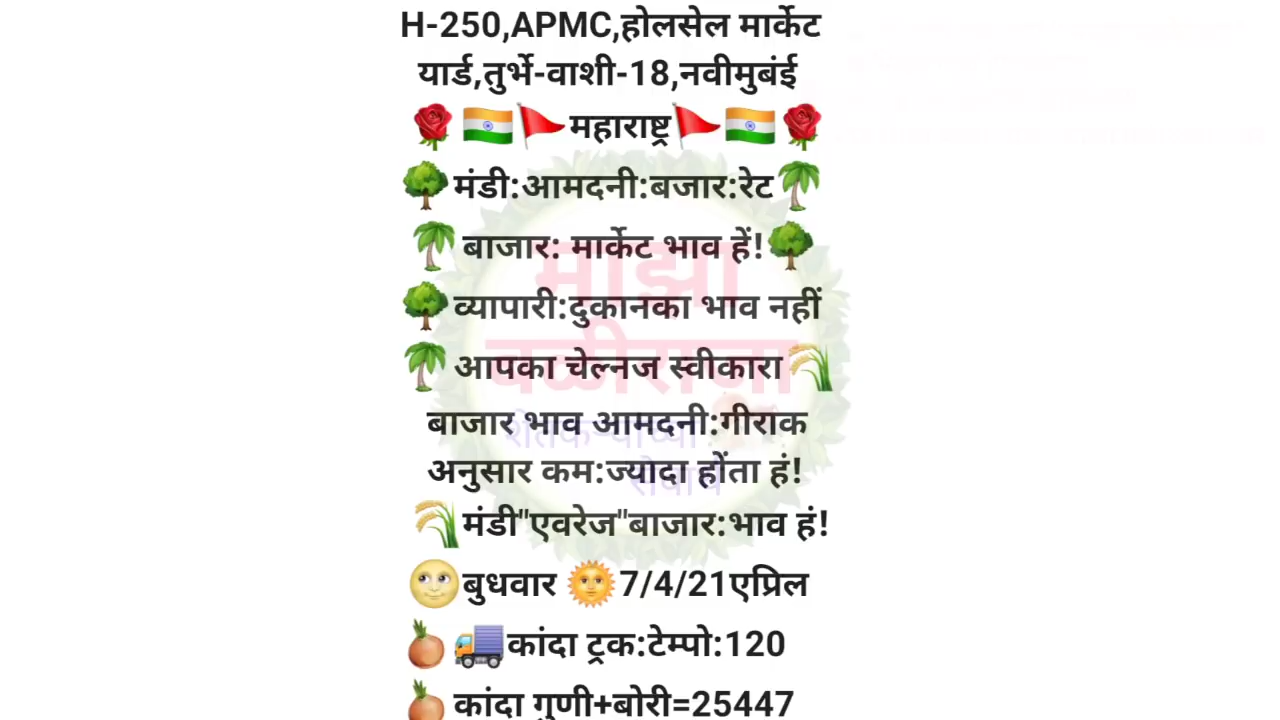 H-250,APMC,होलसेल मार्केट
यार्ड,तुर्भे-वाशी-18,नवीमुबंई
🌹🇮🇳🚩महाराष्ट्र🚩🇮🇳🌹
🌳मंडी:आमदनी:बजार:रेट🌴
🌴बाजार: मार्केट भाव हें!🌳
🌳व्यापारी:दुकानका भाव नहीं
🌴आपका चेल्नज स्वीकारा🌾
बाजार भाव आमदनी:गीराक
अनुसार कम:ज्यादा होंता हं!
🌾मंडी"एवरेज"बाजार:भाव हं!
🌝बुधवार 🌞7/4/21एप्रिल
🧅🚛कांदा ट्रक:टेम्पो:120
🧅कांदा गुणी+बोरी=25447
माझा
बळीराजा